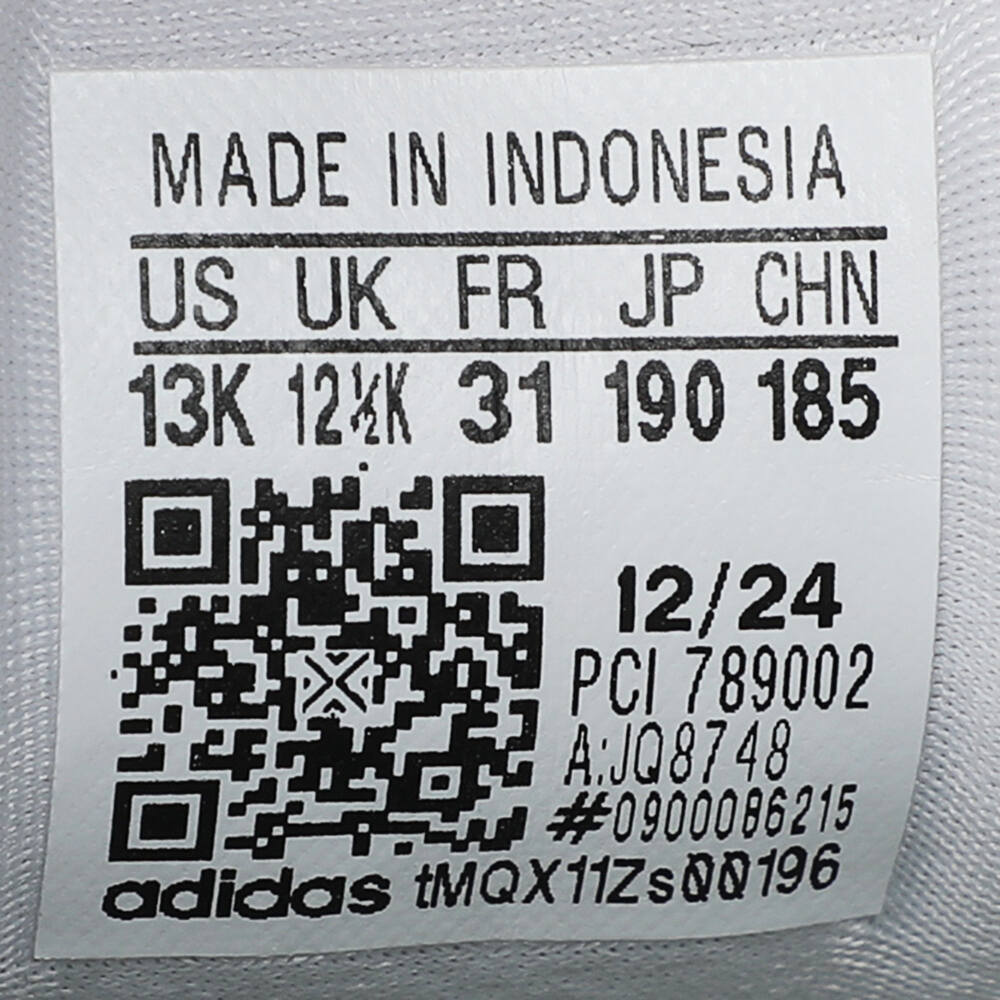 MADE IN INDONESIA
US UK FR JP CHN
13K 12½K 31 190 185
12/24
PCI 789002
A:JQ8748
#0900086215
adidas tMQX11Zs00196